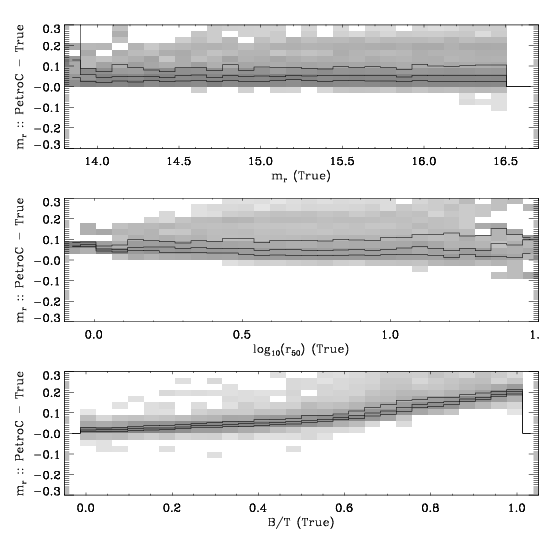 0.3
0.2
0.1
-0.0
-0.1
-0.2
-0.3
m_r :: PetroC - True
14.0 14.5 15.0 15.5 16.0 16.5
m_r (True)
0.3
0.2
0.1
-0.0
-0.1
-0.2
-0.3
m_r :: PetroC - True
0.0 0.5 1.0 1.
log_10(r_50) (True)
0.3
0.2
0.1
-0.0
-0.1
-0.2
-0.3
m_r :: PetroC - True
0.0 0.2 0.4 0.6 0.8 1.0
B/T (True)